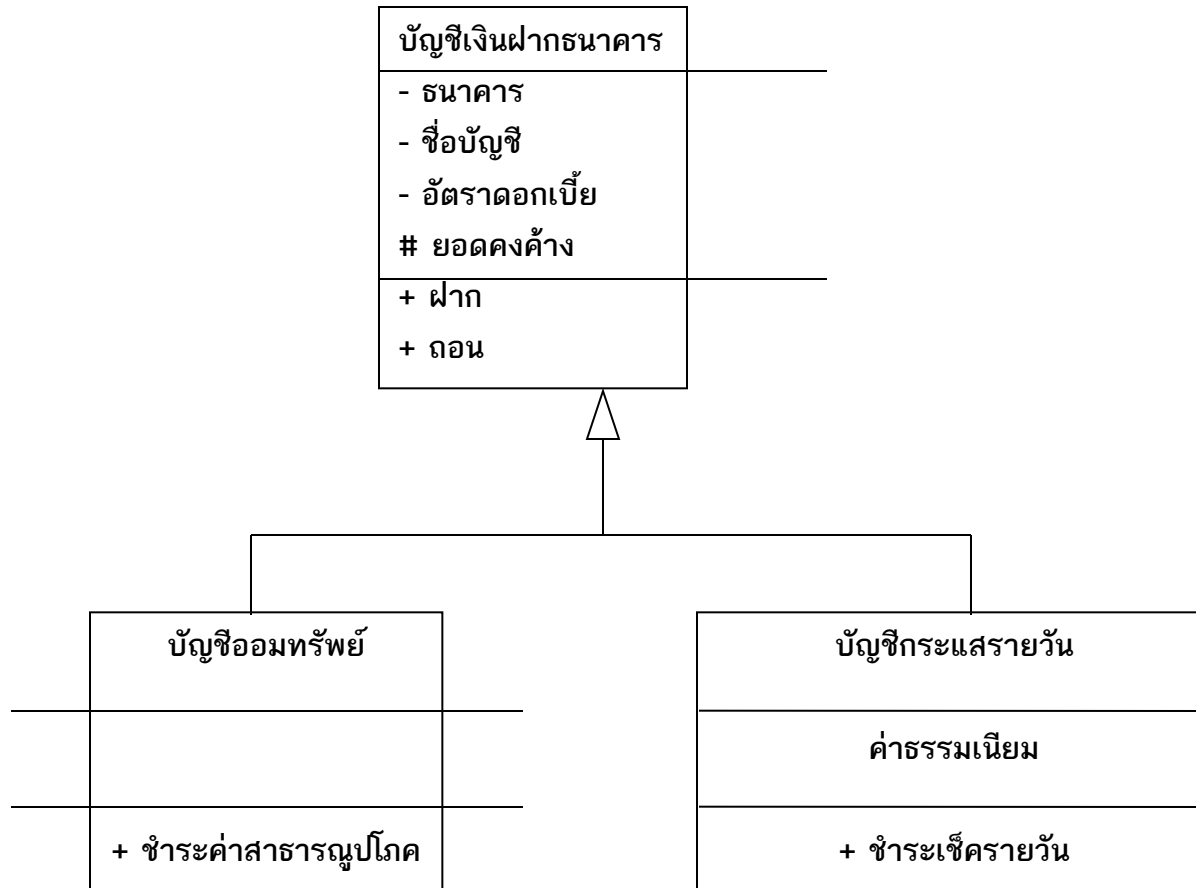 บัญชีเงินฝากธนาคาร
- ธนาคาร
- ชื่อบัญชี
- อัตราดอกเบี้ย
# ยอดคงค้าง
+ ฝาก
+ ถอน
บัญชีออมทรัพย์
+ ชำระค่าสาธารณูปโภค
บัญชีกระแสรายวัน
ค่าธรรมเนียม
+ ชำระเช็ครายวัน